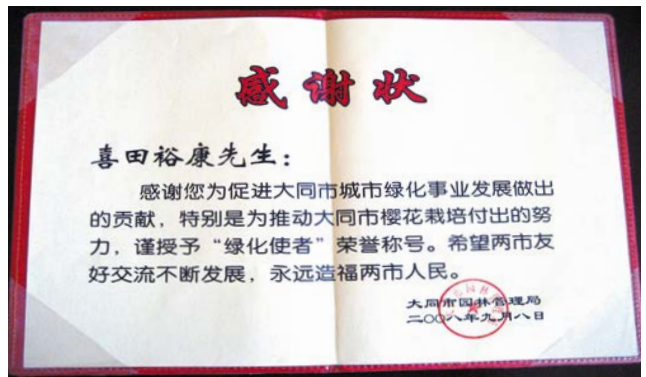 感谢状
喜田裕康先生：
感谢您为促进大同市城市绿化事业发展做出
的贡献，特别是为推动大同市樱花栽培付出的努
力，谨授予“绿化使者”荣誉称号。希望两市友
好交流不断发展，永远造福两市人民。
大同市园林管理局
二〇〇八年九月八日